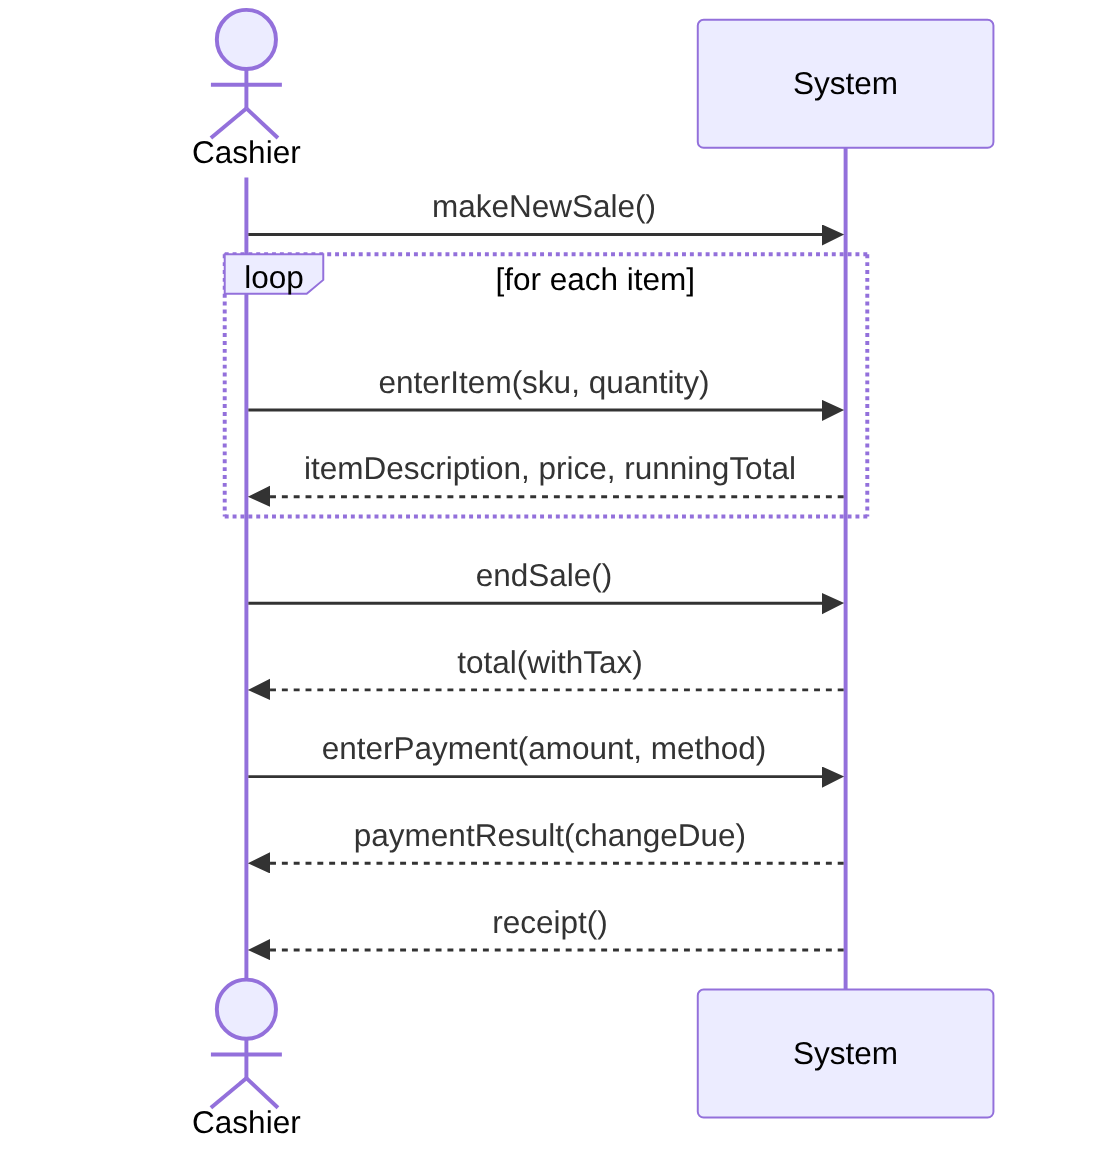 Cashier
System
makeNewSale()
loop
[for each item]
enterItem(sku, quantity)
itemDescription, price, runningTotal
endSale()
total(withTax)
enterPayment(amount, method)
paymentResult(changeDue)
receipt()
Cashier
System